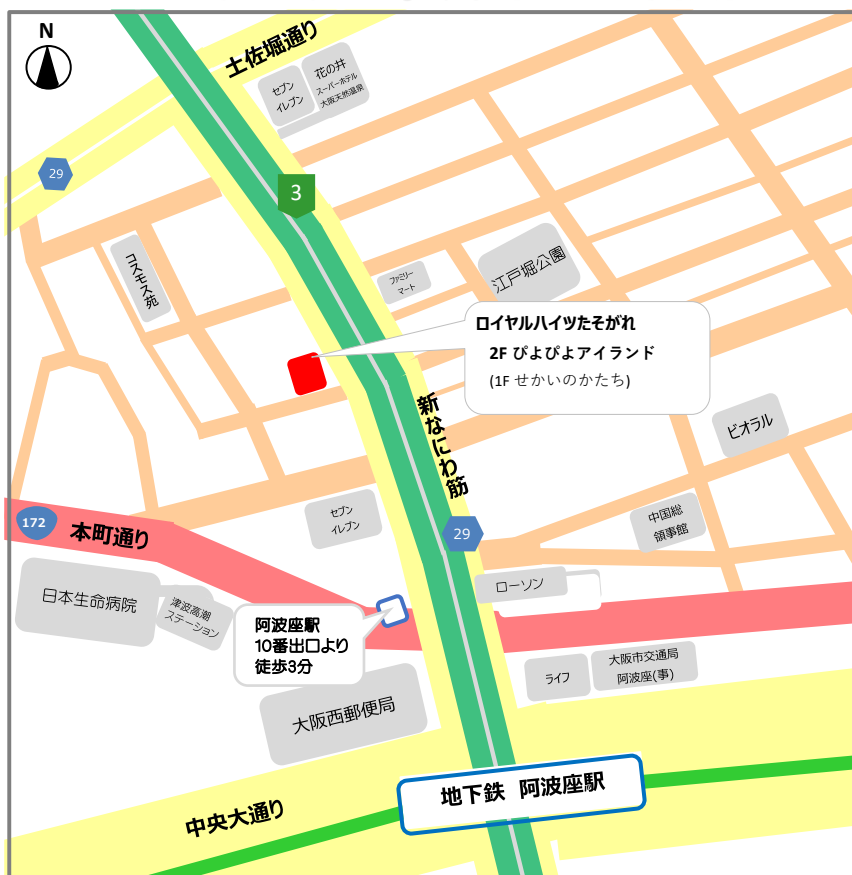 N
土佐堀通り
セブン
イレブン
花の井
スーパーホテル
大阪天然温泉
29
3
コスモス苑
ファミリー
マート
江戸堀公園
ロイヤルハイツたそがれ
2F ぴよぴよアイランド
(1F せかいのかたち)
新なにわ筋
ビオラル
172
本町通り
セブン
イレブン
29
中国総
領事館
日本生命病院
津波高潮
ステーション
ローソン
阿波座駅
10番出口より
徒歩3分
ライフ
大阪市交通局
阿波座(事)
大阪西郵便局
地下鉄 阿波座駅
中央大通り